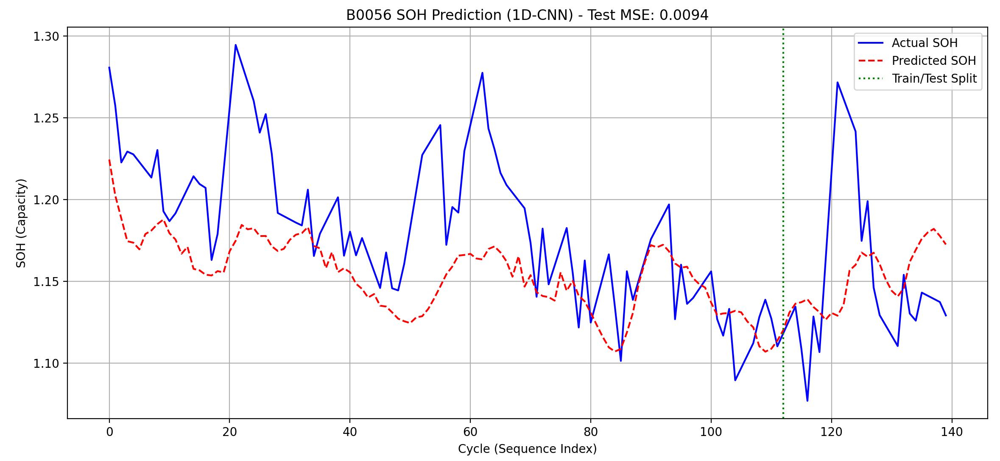 B0056 SOH Prediction (1D-CNN) - Test MSE: 0.0094
Actual SOH
Predicted SOH
Train/Test Split
SOH (Capacity)
1.30
1.25
1.20
1.15
1.10
0 20 40 60 80 100 120 140
Cycle (Sequence Index)